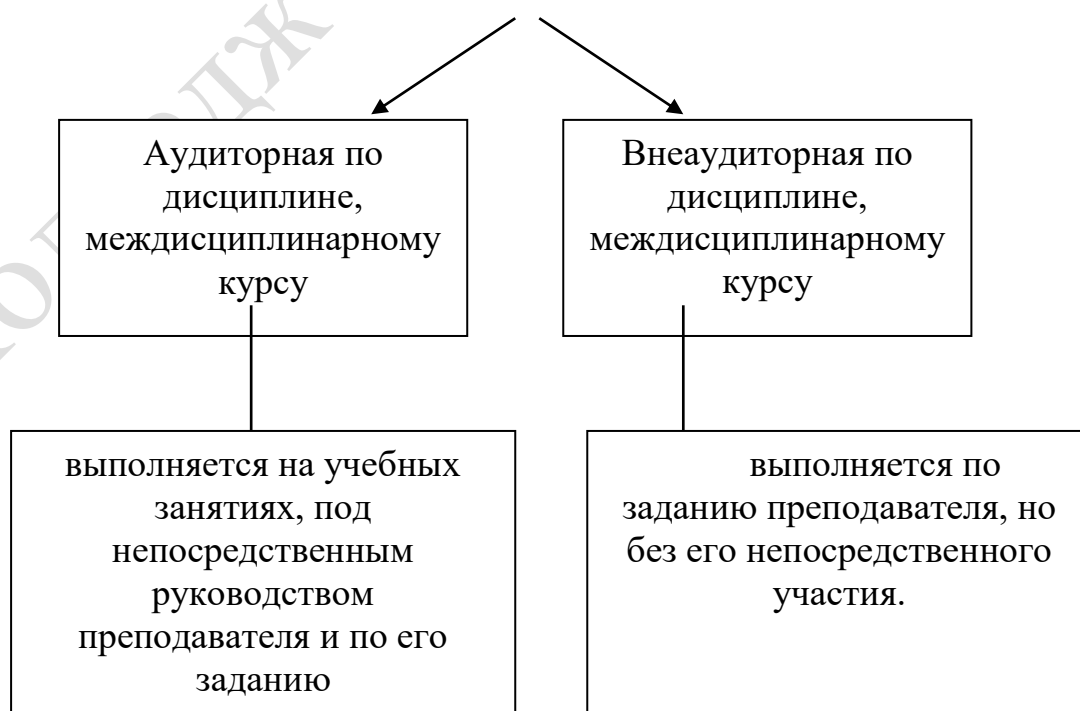 Аудиторная по
дисциплине,
междисциплинарному
курсу
Внеаудиторная по
дисциплине,
междисциплинарному
курсу
выполняется на учебных
занятиях, под
непосредственным
руководством
преподавателя и по его
заданию
выполняется по
заданию преподавателя, но
без его непосредственного
участия.